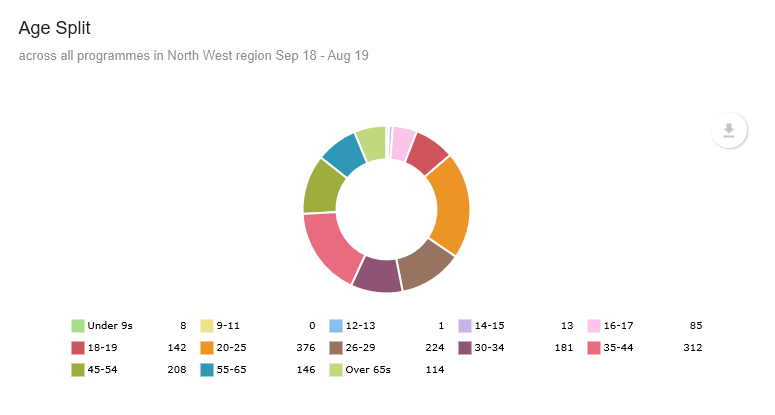 Age Split
across all programmes in North West region Sep 18 - Aug 19
Under 9s 8 9-11 0 12-13 1 14-15 13 16-17 85
18-19 142 20-25 376 26-29 224 30-34 181 35-44 312
45-54 208 55-65 146 Over 65s 114